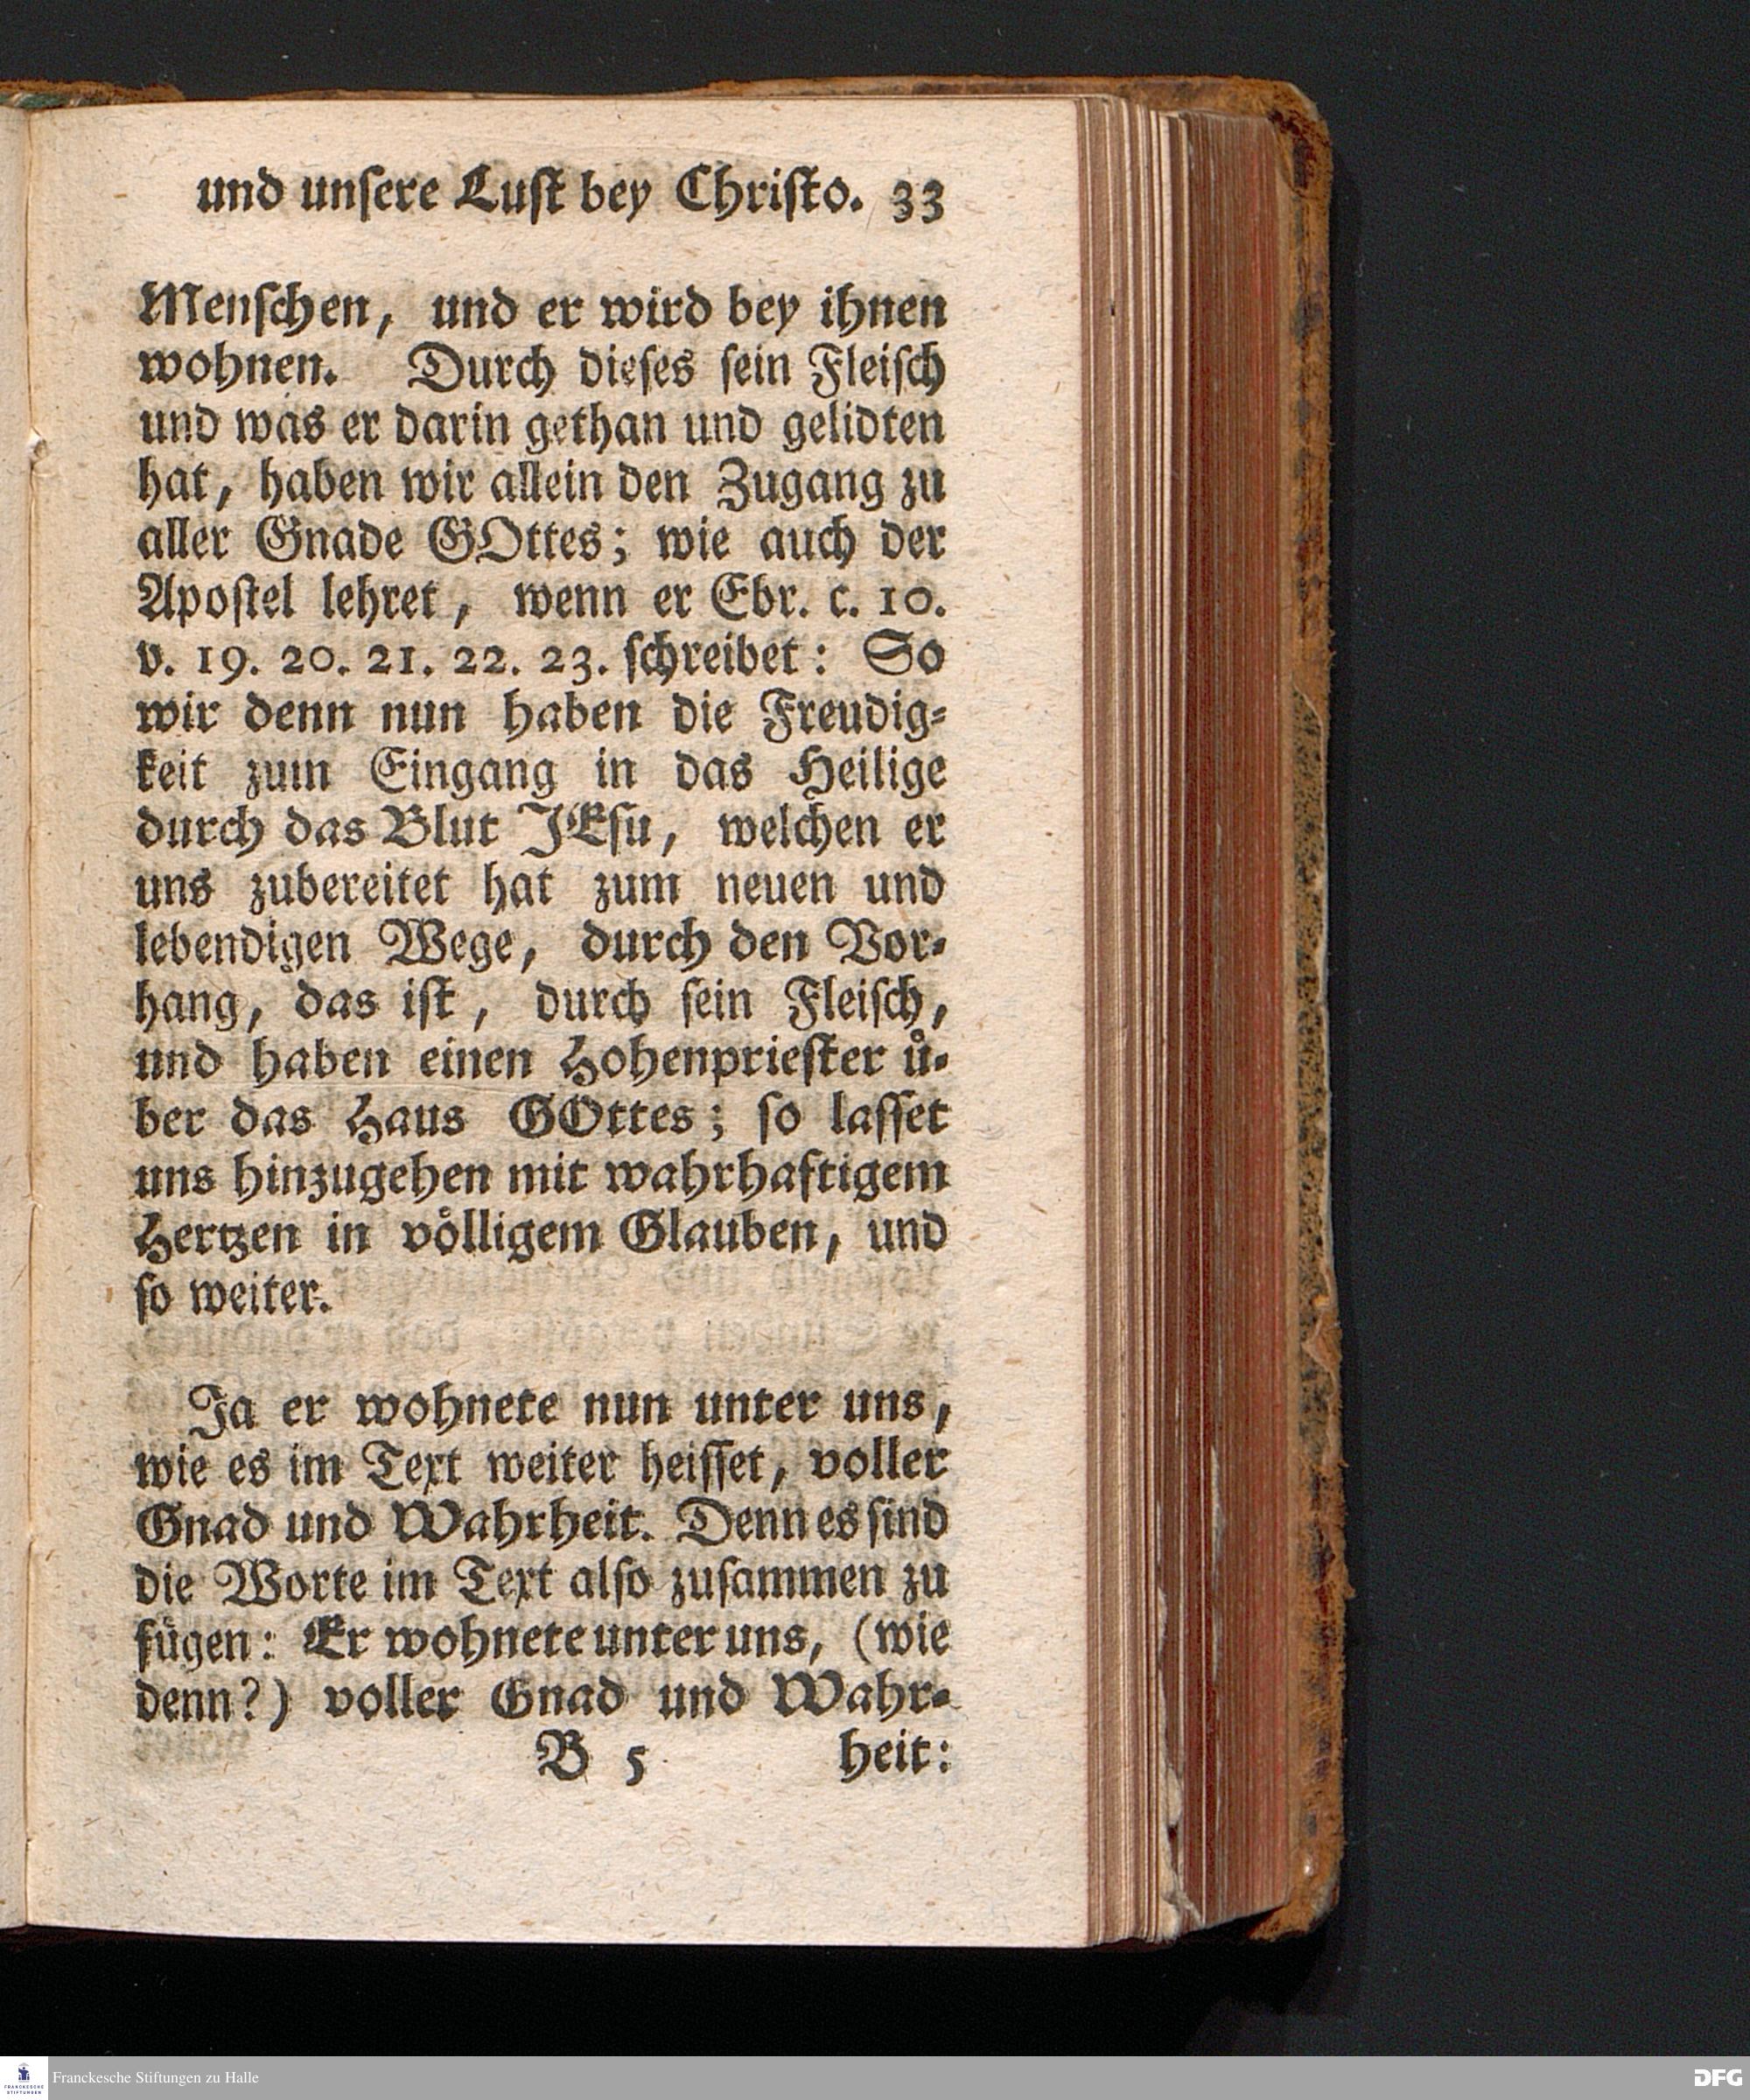 und unſere Luſt bey Chriſto. 33
Menſchen, und er wird bey ihnen
wohnen. Durch dieſes ſein Fleiſch
und was er darin gethan und gelidten
hat, haben wir allein den Zugang zu
aller Gnade GOttes; wie auch der
Apoſtel lehret, wenn er Ebr. c. 10.
v. 19. 20. 21. 22. 23. ſchreibet: So
wir denn nun haben die Freudig-
keit zum Eingang in das Heilige
durch das Blut JEſu, welchen er
uns zubereitet hat zum neuen und
lebendigen Wege, durch den Vor-
hang, das iſt, durch ſein Fleiſch,
und haben einen Hohenprieſter uͤ-
ber das Haus GOttes; ſo laſſet
uns hinzugehen mit wahrhaftigem
Hertzen in voͤlligem Glauben, und
ſo weiter.
Ja er wohnete nun unter uns,
wie es im Text weiter heiſſet, voller
Gnad und Wahrheit. Denn es ſind
die Worte im Text alſo zuſammen zu
fuͤgen: Er wohnete unter uns, (wie
denn?) voller Gnad und Wahr-
B 5 heit:
FRANCKESCHE STIFTUNGEN
Franckesche Stiftungen zu Halle
DFG